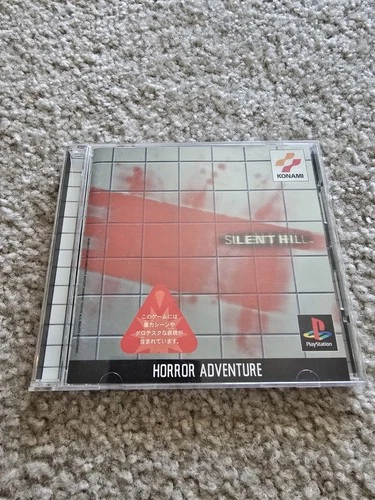 KONAMI
SILENT HILL
このゲームには
暴力シーンや
グロテスクな表現が
含まれています。
PlayStation
HORROR ADVENTURE